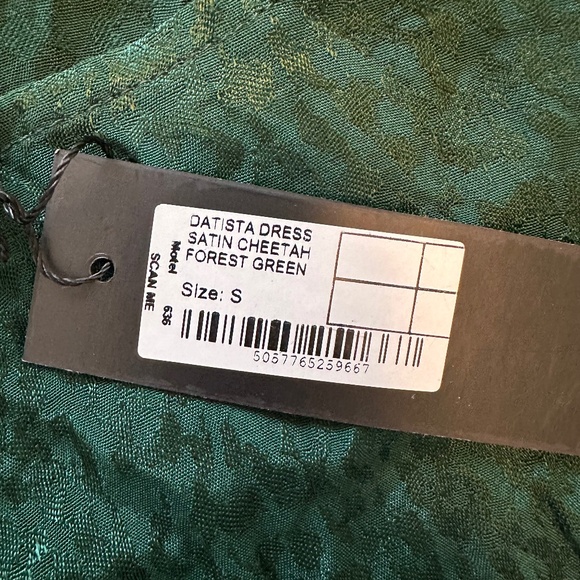 DATISTA DRESS
SATIN CHEETAH
FOREST GREEN
Size: S
5057765259667
Motel
636
SCAN ME